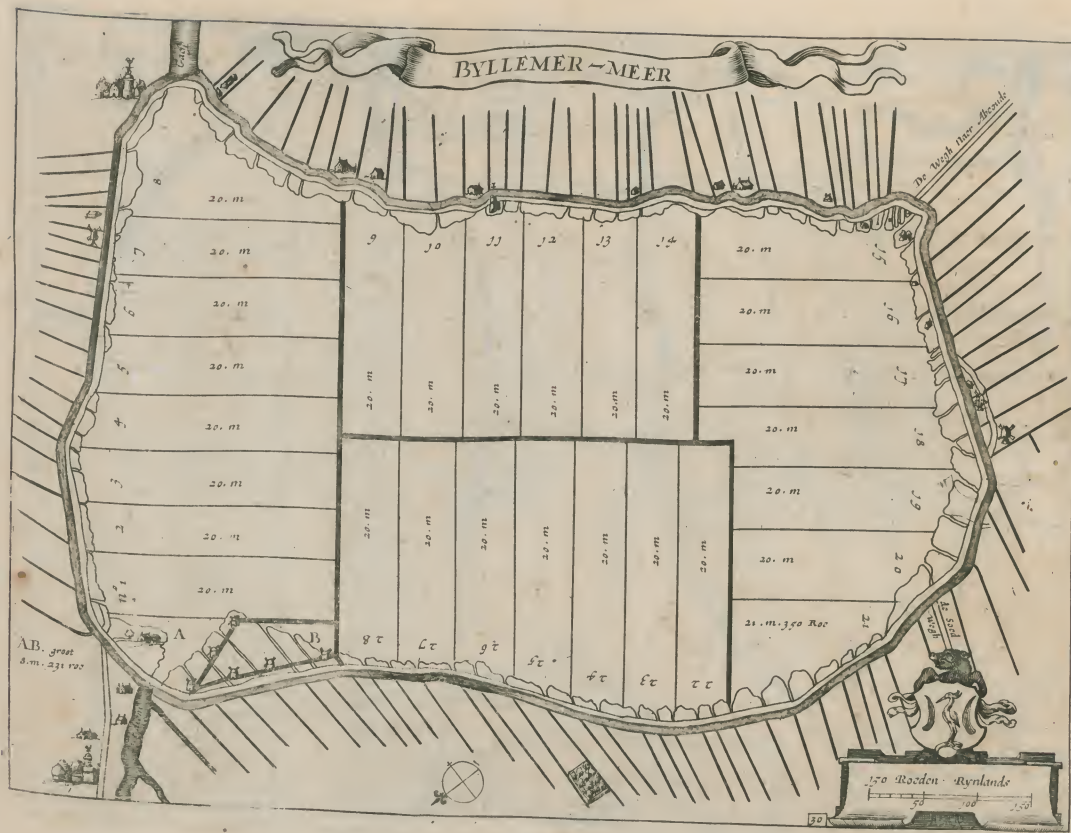 BYLLEMER-MEER
Gast
De Wegh Naer Abcoude
8
20. m
7
20. m
6
20. m
5
20. m
4
20. m
3
20. m
2
20. m
n.º 1
20. m
9
10
11
12
13
14
20. m
20. m
20. m
20. m
20. m
20. m
20. m
15
20. m
16
20. m
17
20. m
18
20. m
19
20. m
20
21. m. 350 Roe
21
20. m
20. m
20. m
20. m
20. m
20. m
20. m
28
27
26
25
24
23
22
A
B
AB. groot
8. m. 231 roe
Wegh
150 Roeden Rynlands
50 100 150
30